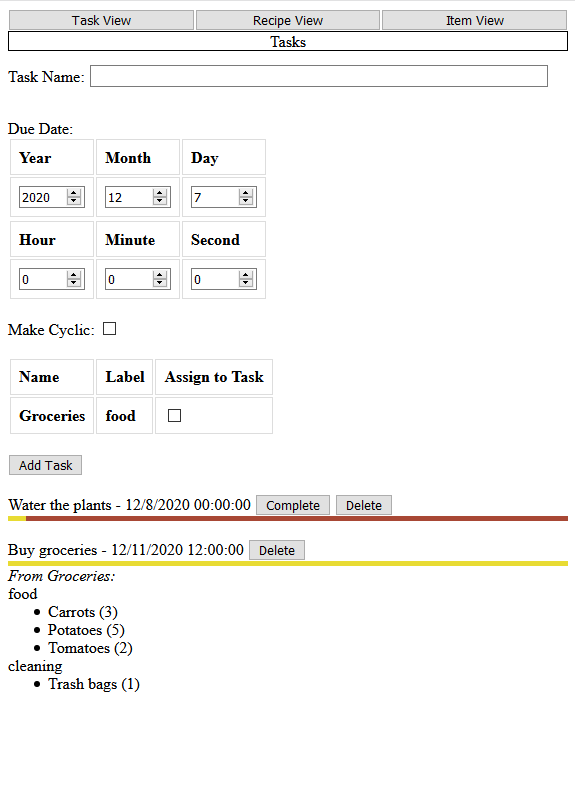 Task View Recipe View Item View
Tasks
Task Name:
Due Date:
Year Month Day
2020 12 7
Hour Minute Second
0 0 0
Make Cyclic:
Name Label Assign to Task
Groceries food
Add Task
Water the plants - 12/8/2020 00:00:00 Complete Delete
Buy groceries - 12/11/2020 12:00:00 Delete
From Groceries:
food
Carrots (3)
Potatoes (5)
Tomatoes (2)
cleaning
Trash bags (1)